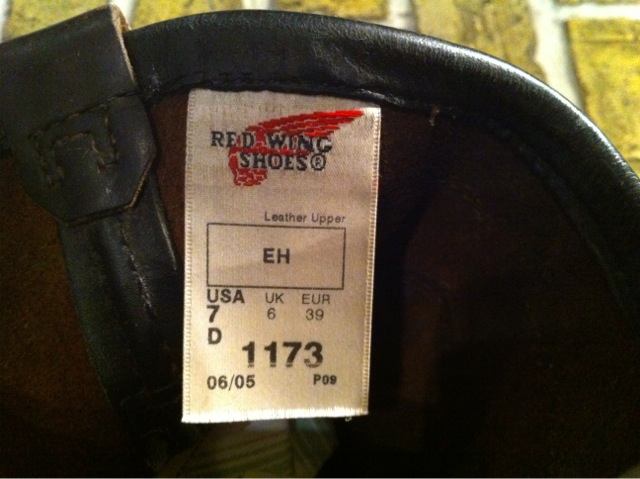 RED WING
SHOES®
Leather Upper
EH
USA UK EUR
7 6 39
D
1173
06/05 P09